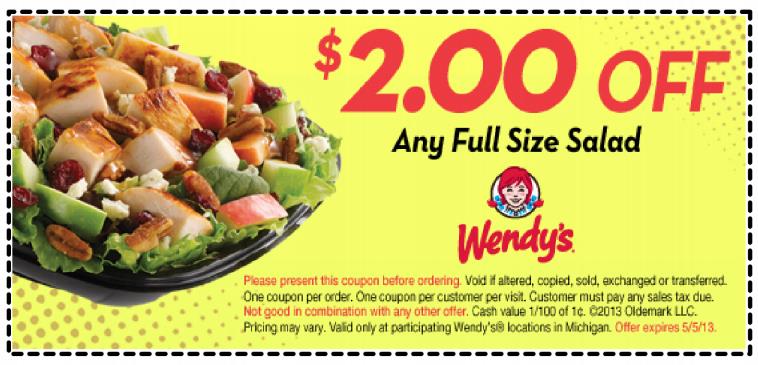 $2.00 OFF
Any Full Size Salad
Wendy's
Please present this coupon before ordering. Void if altered, copied, sold, exchanged or transferred.
One coupon per order. One coupon per customer per visit. Customer must pay any sales tax due.
Not good in combination with any other offer. Cash value 1/100 of 1¢. ©2013 Oldemark LLC.
Pricing may vary. Valid only at participating Wendy's® locations in Michigan. Offer expires 5/5/13.